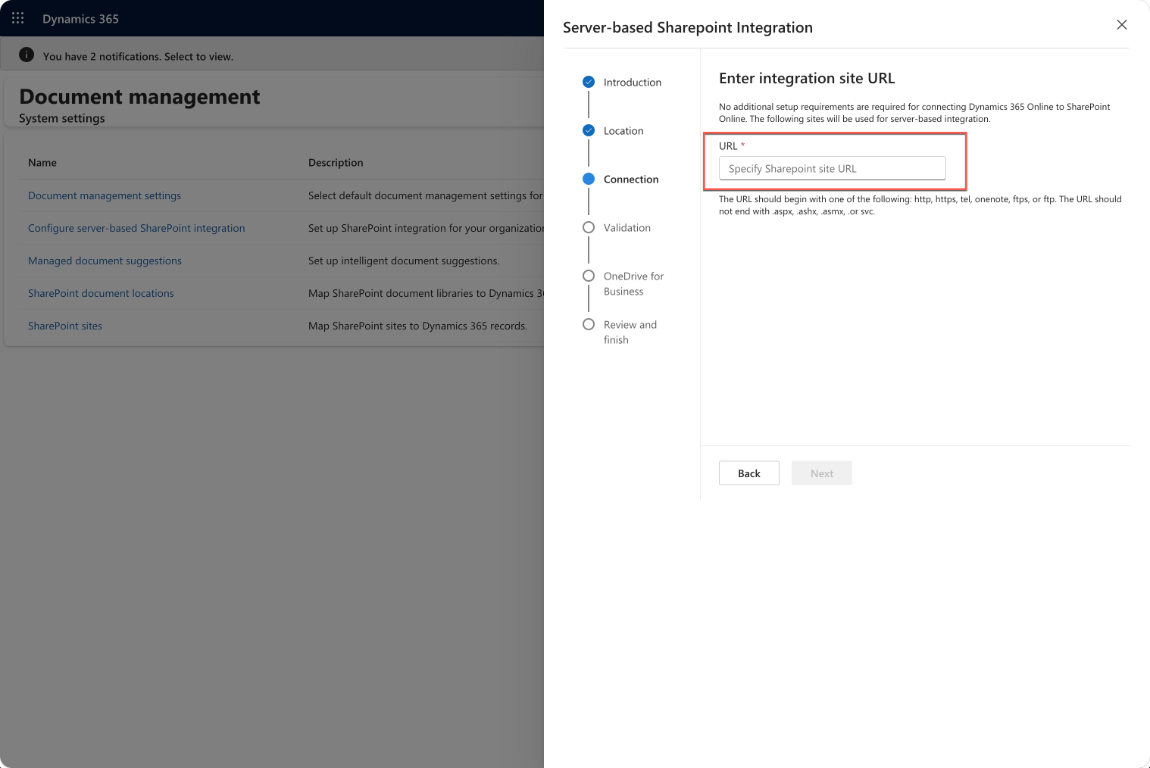 Dynamics 365
You have 2 notifications. Select to view.
Document management
System settings
Name Description
Document management settings Select default document management settings for
Configure server-based SharePoint integration Set up SharePoint integration for your organization
Managed document suggestions Set up intelligent document suggestions.
SharePoint document locations Map SharePoint document libraries to Dynamics
SharePoint sites Map SharePoint sites to Dynamics 365 records.
Server-based Sharepoint Integration
Introduction
Location
Connection
Validation
OneDrive for
Business
Review and
finish
Enter integration site URL
No additional setup requirements are required for connecting Dynamics 365 Online to SharePoint
Online. The following sites will be used for server-based integration.
URL *
Specify Sharepoint site URL
The URL should begin with one of the following: http, https, tel, onenote, ftps, or ftp. The URL should
not end with .aspx, .ashx, .asmx, .or svc.
Back Next